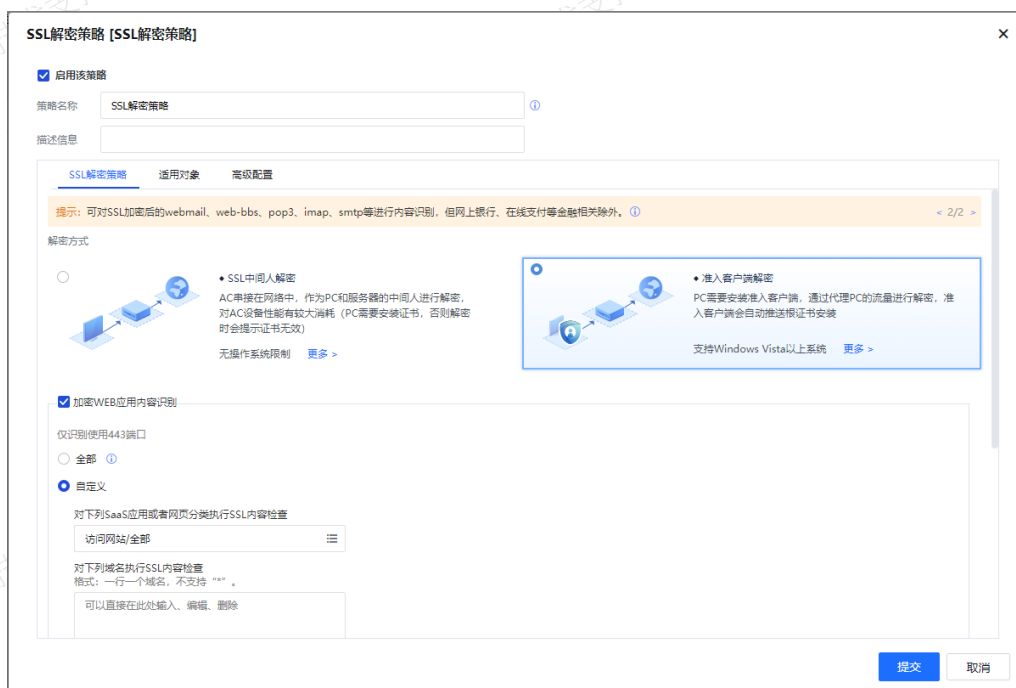 SSL解密策略 [SSL解密策略]
启用该策略
策略名称 SSL解密策略
描述信息
SSL解密策略 适用对象 高级配置
提示：可对SSL加密后的webmail、web-bbs、pop3、imap、smtp等进行内容识别，但网上银行、在线支付等金融相关除外。 < 2/2 >
解密方式
◆ SSL中间人解密
AC串接在网络中，作为PC和服务器的中间人进行解密，
对AC设备性能有较大消耗（PC需要安装证书，否则解密
时会提示证书无效）
无操作系统限制 更多 >
◆ 准入客户端解密
PC需要安装准入客户端，通过代理PC的流量进行解密，准
入客户端会自动推送根证书安装
支持Windows Vista以上系统 更多 >
加密WEB应用内容识别
仅识别使用443端口
全部
自定义
对下列SaaS应用或者网页分类执行SSL内容检查
访问网站/全部
对下列域名执行SSL内容检查
格式：一行一个域名，不支持“*”。
可以直接在此处输入、编辑、删除
提交 取消